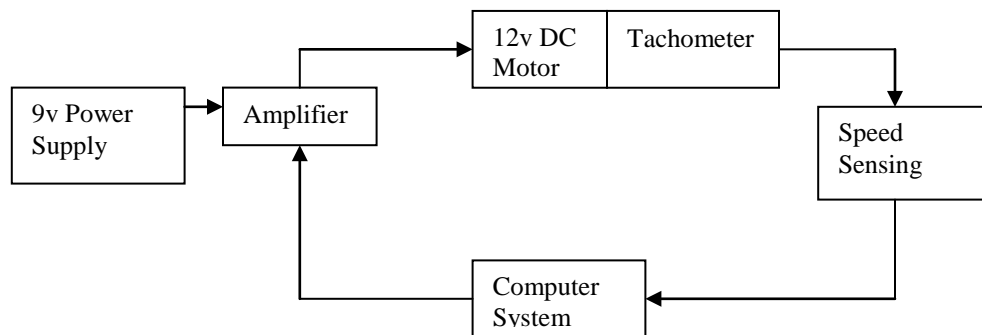 12v DC
Motor
Tachometer
9v Power
Supply
Amplifier
Speed
Sensing
Computer
System